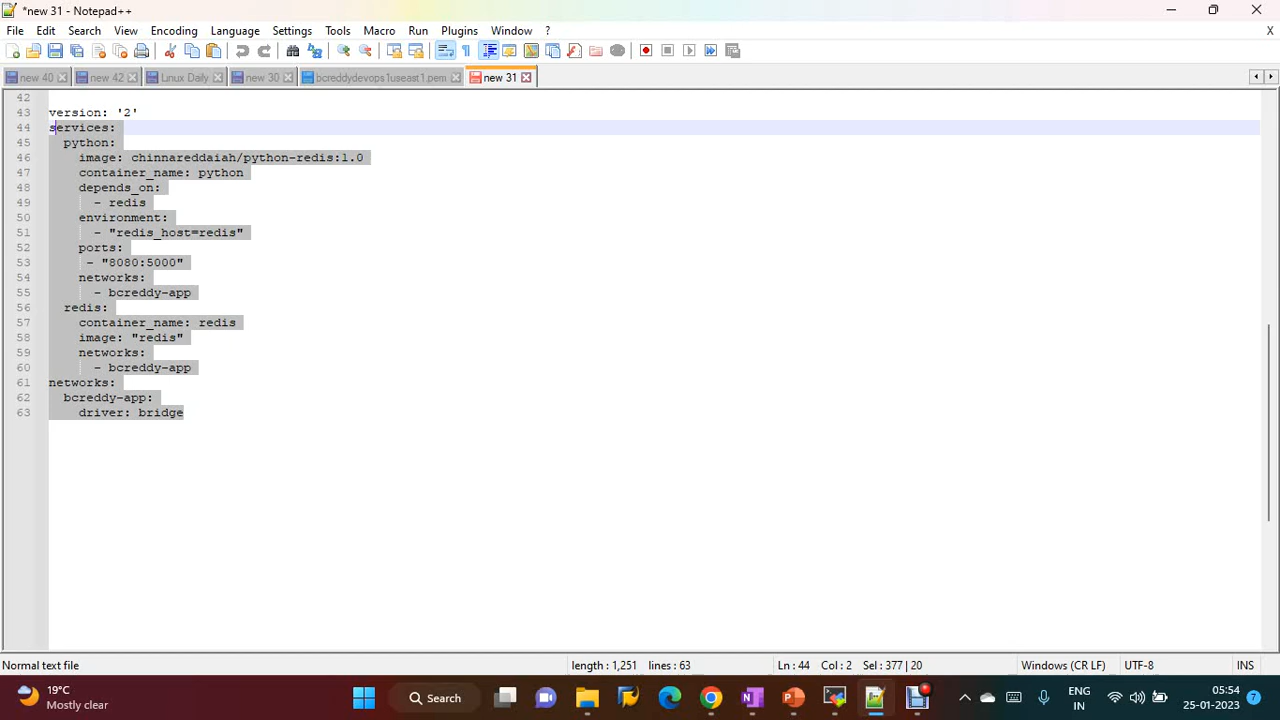 *new 31 - Notepad++
File Edit Search View Encoding Language Settings Tools Macro Run Plugins Window ?
X
new 40 new 42 Linux Daily new 30 bcreddydevops1useast1.pem new 31
42
43 version: '2'
44 services:
45 python:
46 image: chinnareddaiah/python-redis:1.0
47 container_name: python
48 depends_on:
49 - redis
50 environment:
51 - "redis_host=redis"
52 ports:
53 - "8080:5000"
54 networks:
55 - bcreddy-app
56 redis:
57 container_name: redis
58 image: "redis"
59 networks:
60 - bcreddy-app
61 networks:
62 bcreddy-app:
63 driver: bridge
Normal text file length : 1,251 lines : 63 Ln : 44 Col : 2 Sel : 377 | 20 Windows (CR LF) UTF-8 INS
19°C
Mostly clear
Search
ENG
IN
05:54
25-01-2023
7